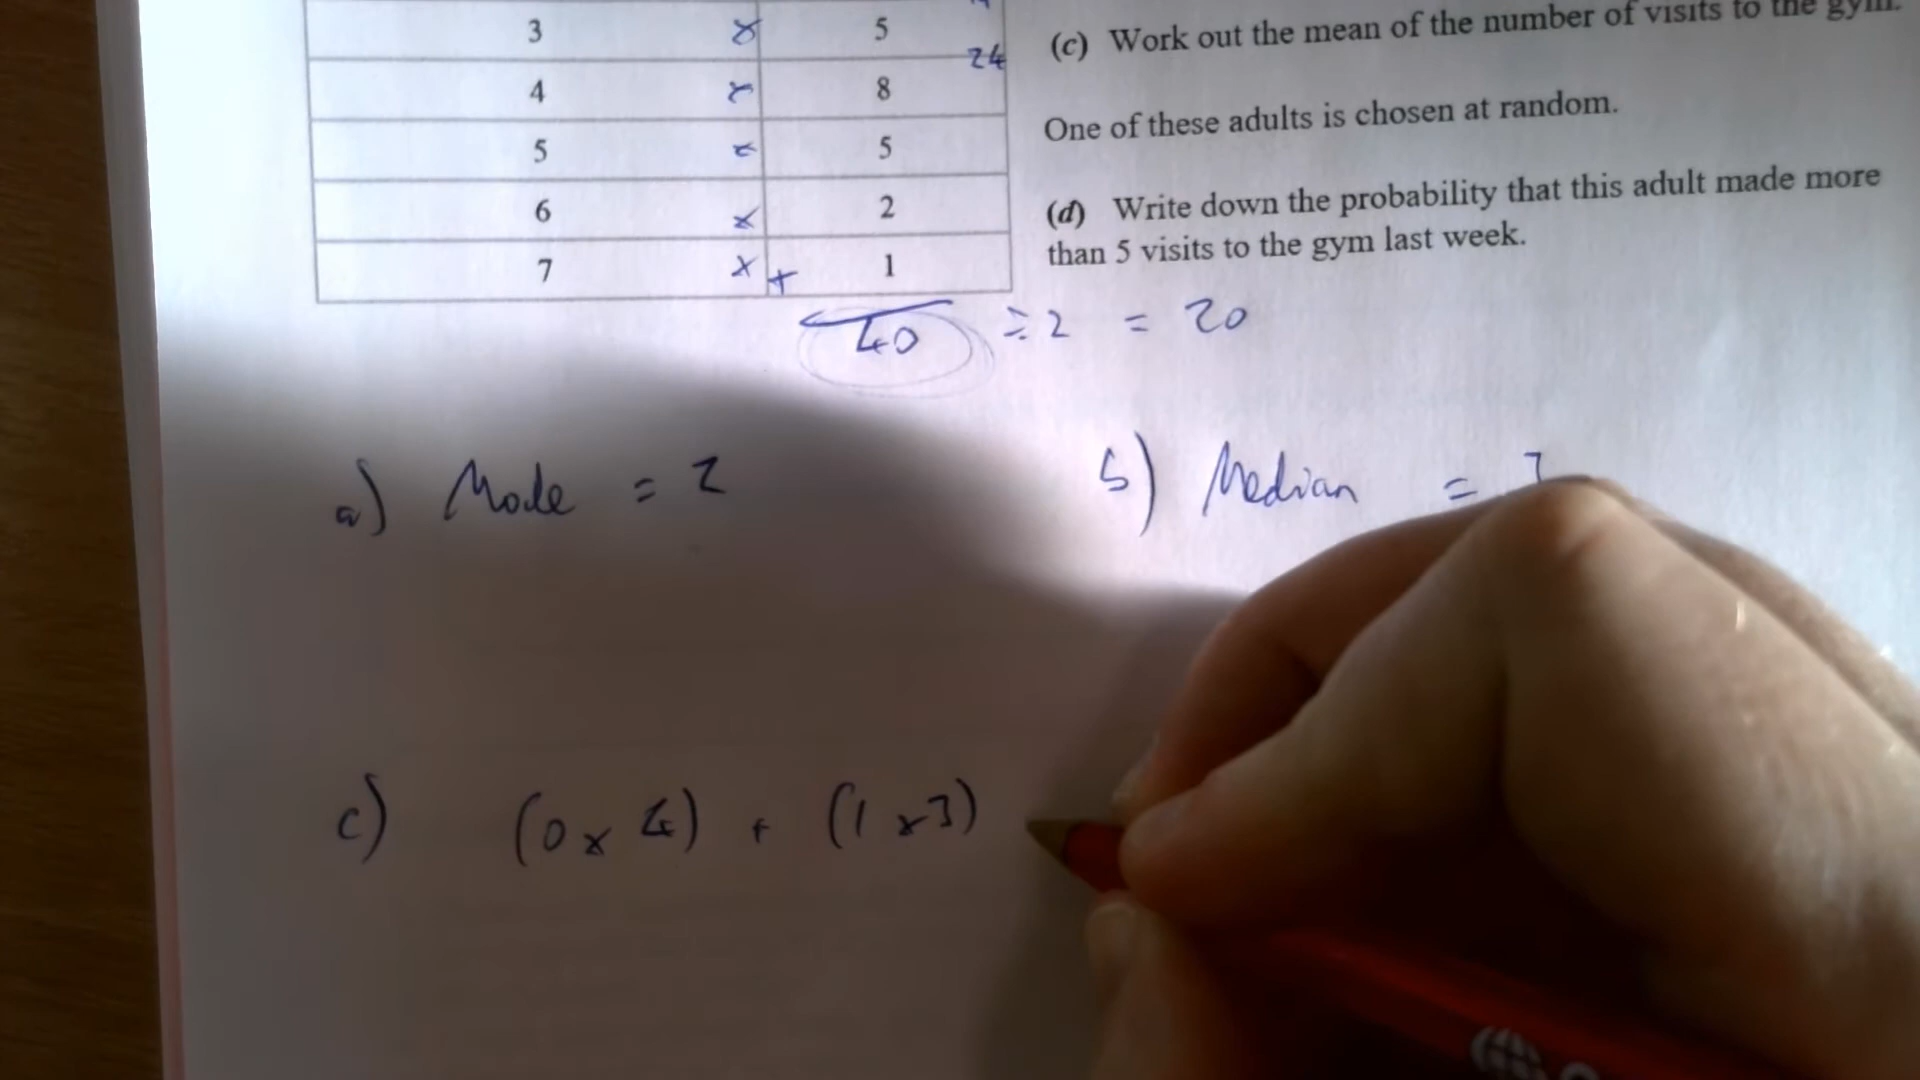 3 x 5
24
4 x 8
5 x 5
6 x 2
7 x + 1
(c) Work out the mean of the number of visits to the gym.
One of these adults is chosen at random.
(d) Write down the probability that this adult made more
than 5 visits to the gym last week.
40 ÷ 2 = 20
a) Mode = 2
b) Median =
c) (0 x 4) + (1 x 3)